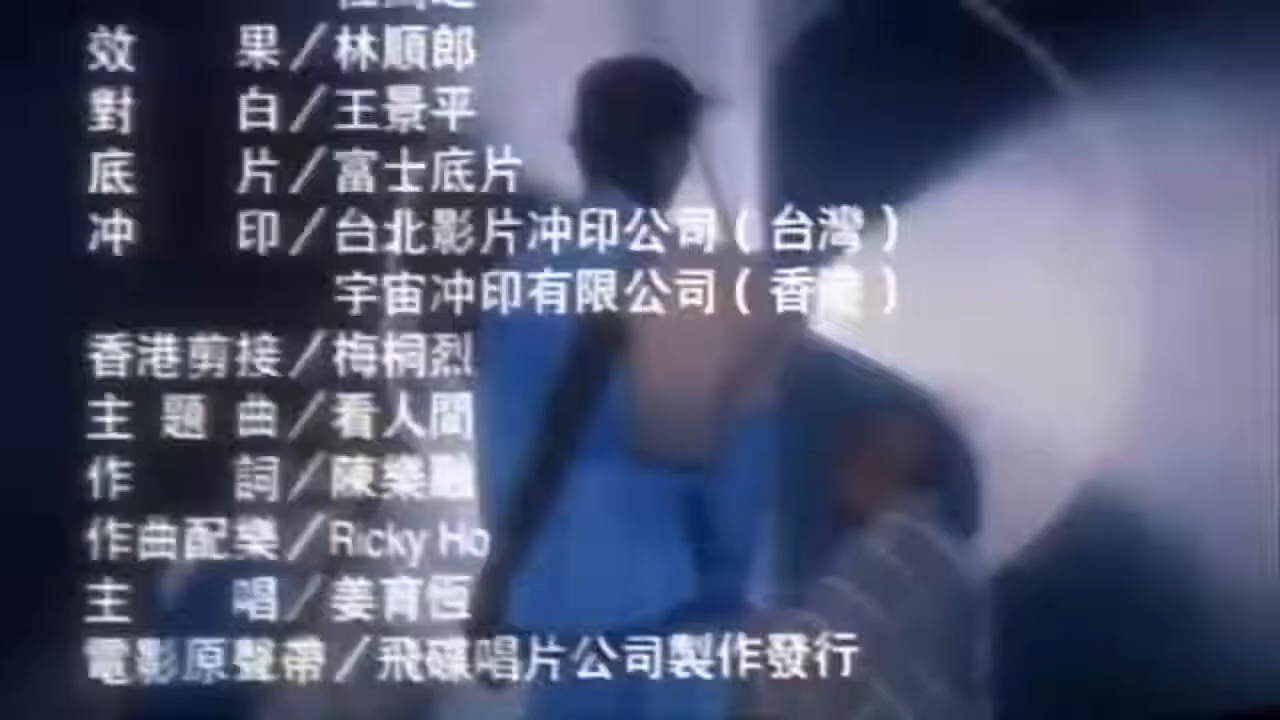 效果／林順郎
對白／王景平
底片／富士底片
冲印／台北影片冲印公司（台灣）
宇宙冲印有限公司（香港）
香港剪接／梅桐烈
主題曲／看人間
作詞／陳樂融
作曲配樂／Ricky Ho
主唱／姜育恆
電影原聲帶／飛碟唱片公司製作發行